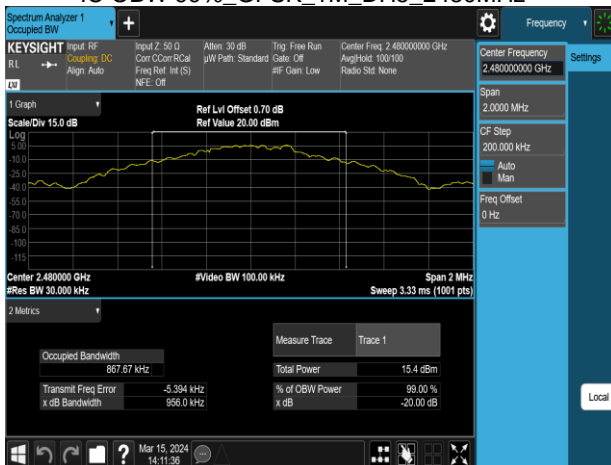 Spectrum Analyzer 1
Occupied BW
Frequency
KEYSIGHT
RL
Input: RF
Coupling: DC
Align: Auto
Input Z: 50 Ω
Corr CCorr RCal
Freq Ref: Int (S)
NFE: Off
Atten: 30 dB
µW Path: Standard
Trig: Free Run
Gate: Off
#IF Gain: Low
Center Freq: 2.480000000 GHz
Avg|Hold: 100/100
Radio Std: None
Center Frequency
2.480000000 GHz
Settings
Span
2.0000 MHz
CF Step
200.000 kHz
Auto
Man
Freq Offset
0 Hz
1 Graph
Scale/Div 15.0 dB
Ref Lvl Offset 0.70 dB
Ref Value 20.00 dBm
Log
5.00
-10.0
-25.0
-40.0
-55.0
-70.0
-85.0
-100
-115
Center 2.480000 GHz
#Res BW 30.000 kHz
#Video BW 100.00 kHz
Span 2 MHz
Sweep 3.33 ms (1001 pts)
2 Metrics
Measure Trace
Trace 1
Occupied Bandwidth
867.67 kHz
Total Power
15.4 dBm
Transmit Freq Error
-5.394 kHz
% of OBW Power
99.00 %
x dB Bandwidth
956.0 kHz
x dB
-20.00 dB
Local
Mar 15, 2024
14:11:36